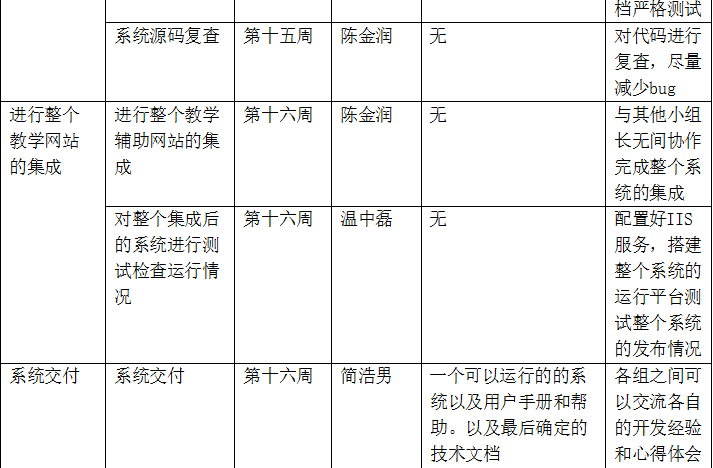 档严格测试
系统源码复查
第十五周
陈金润
无
对代码进行
复查，尽量
减少bug
进行整个
教学网站
的集成
进行整个教学
辅助网站的集
成
第十六周
陈金润
无
与其他小组
长无间协作
完成整个系
统的集成
对整个集成后
的系统进行测
试检查运行情
况
第十六周
温中磊
无
配置好IIS
服务，搭建
整个系统的
运行平台测
试整个系统
的发布情况
系统交付
系统交付
第十六周
简浩男
一个可以运行的的系
统以及用户手册和帮
助。以及最后确定的
技术文档
各组之间可
以交流各自
的开发经验
和心得体会